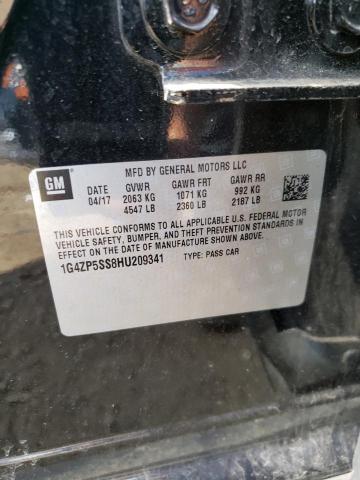 GM
MFD BY GENERAL MOTORS LLC
04/17 GVWR GAWR FRT GAWR RR
2063 KG 1071 KG 992 KG
4547 LB 2360 LB 2187 LB
THIS VEHICLE CONFORMS TO ALL APPLICABLE U.S. FEDERAL MOTOR
VEHICLE SAFETY, BUMPER, AND THEFT PREVENTION STANDARDS IN
EFFECT ON THE DATE OF MANUFACTURE SHOWN ABOVE.
1G4ZP5SS8HU209341 TYPE: PASS CAR